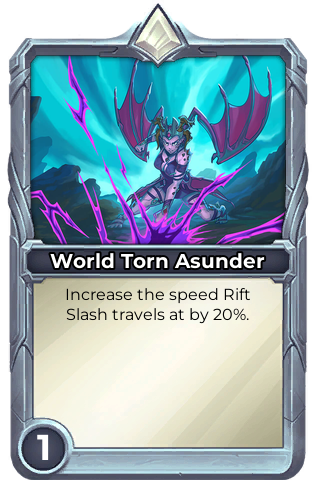 World Torn Asunder
Increase the speed Rift
Slash travels at by 20%.
1